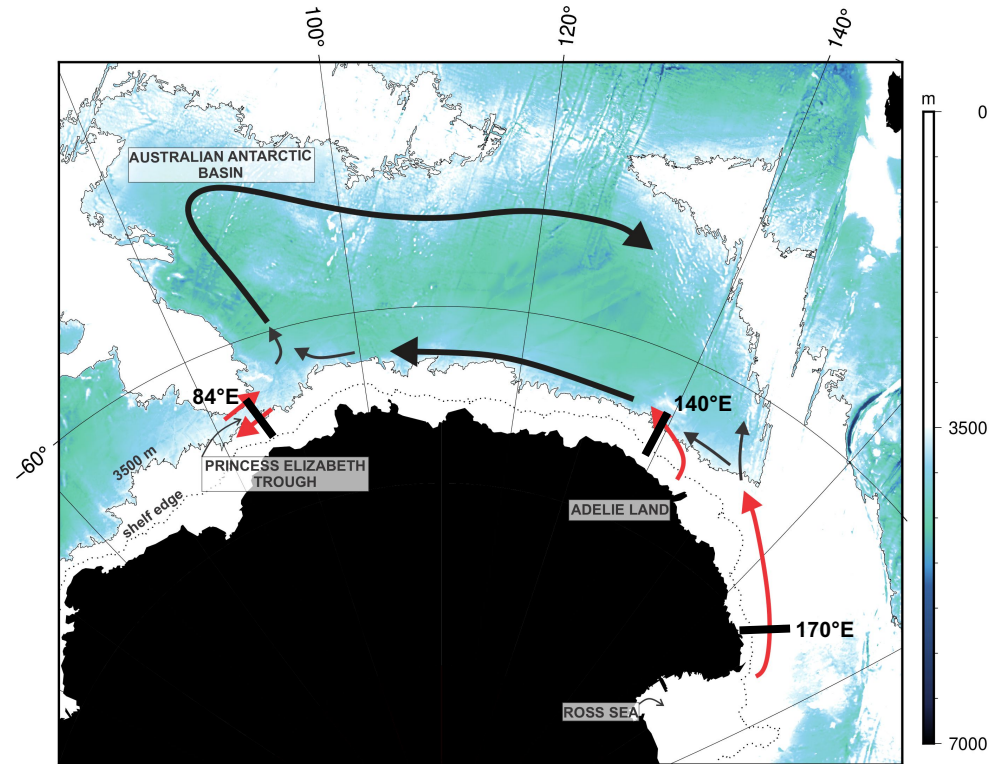 100°
120°
140°
m
0
AUSTRALIAN ANTARCTIC
BASIN
84°E
140°E
3500
–60°
3500 m
PRINCESS ELIZABETH
TROUGH
shelf edge
ADELIE LAND
170°E
ROSS SEA
7000